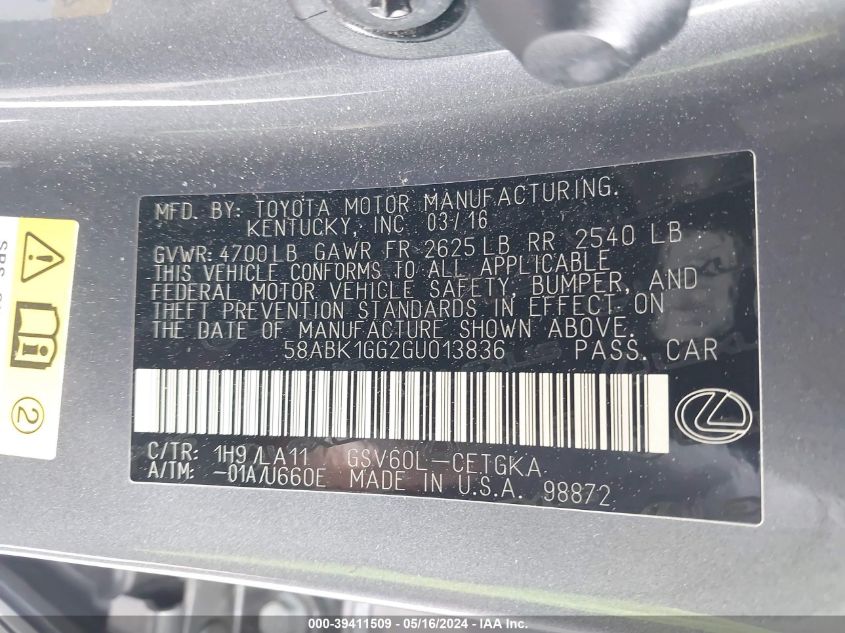 MFD. BY: TOYOTA MOTOR MANUFACTURING.
KENTUCKY, INC 03/16
GVWR: 4700LB GAWR FR 2625LB RR 2540 LB
THIS VEHICLE CONFORMS TO ALL APPLICABLE
FEDERAL MOTOR VEHICLE SAFETY, BUMPER, AND
THEFT PREVENTION STANDARDS IN EFFECT ON
THE DATE OF MANUFACTURE SHOWN ABOVE.
58ABK1GG2GU013836 PASS. CAR
C/TR: 1H9/LA11 GSV60L-CETGKA
A/TM: -01A/U660E MADE IN U.S.A. 98872
2
000-39411509 - 05/16/2024 - IAA Inc.